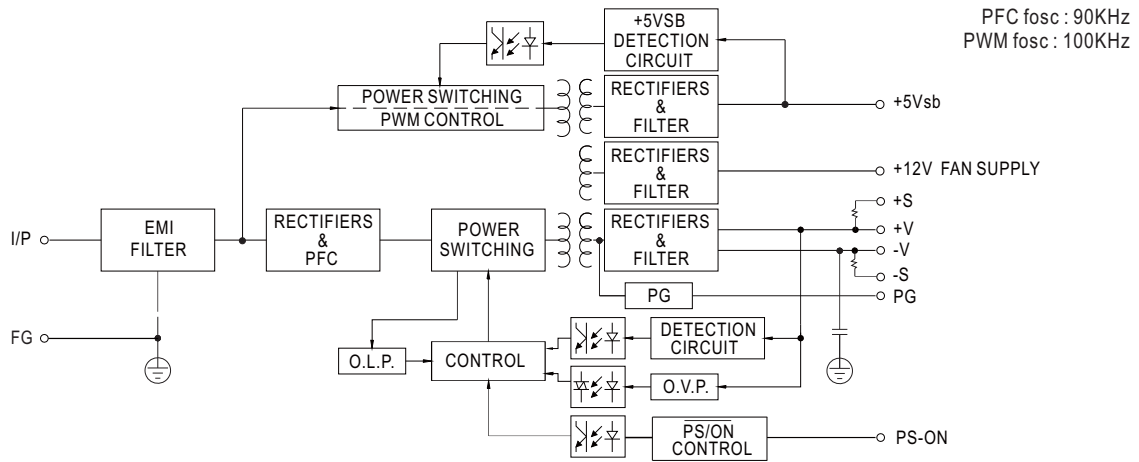 PFC fosc : 90KHz
PWM fosc : 100KHz
+5VSB
DETECTION
CIRCUIT
POWER SWITCHING
PWM CONTROL
RECTIFIERS
&
FILTER
+5Vsb
RECTIFIERS
&
FILTER
+12V FAN SUPPLY
I/P
EMI
FILTER
RECTIFIERS
&
PFC
POWER
SWITCHING
RECTIFIERS
&
FILTER
+S
+V
-V
-S
PG
PG
FG
O.L.P.
CONTROL
DETECTION
CIRCUIT
O.V.P.
PS/ON
CONTROL
PS-ON